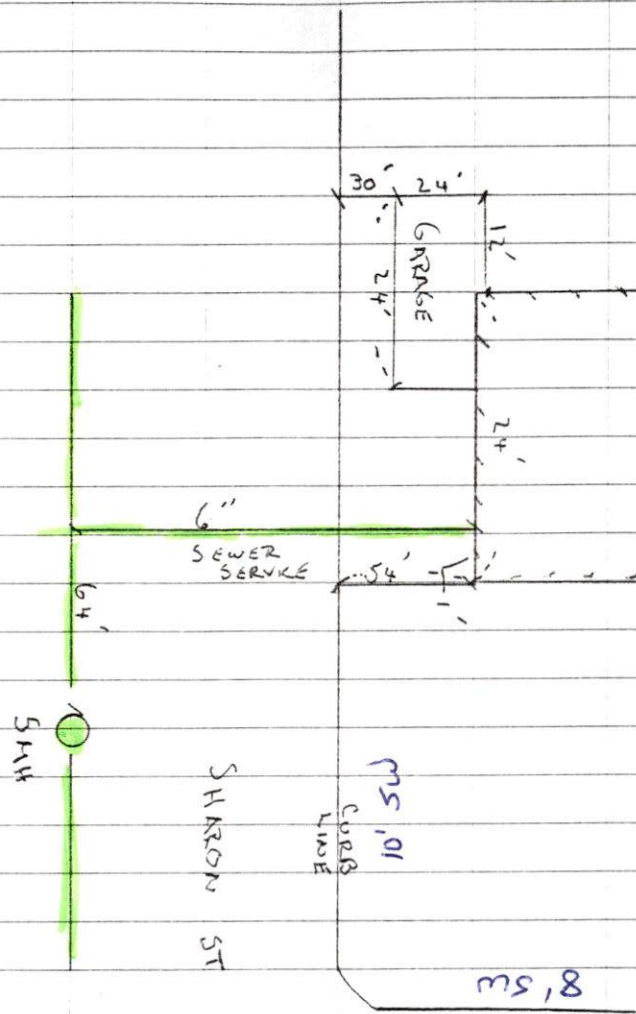 30'
24'
12'
GARAGE
24'
24'
6"
SEWER
SERVICE
54'
1'
64'
SMH
SHARON ST
CURB
LINE
10' SW
8' SW